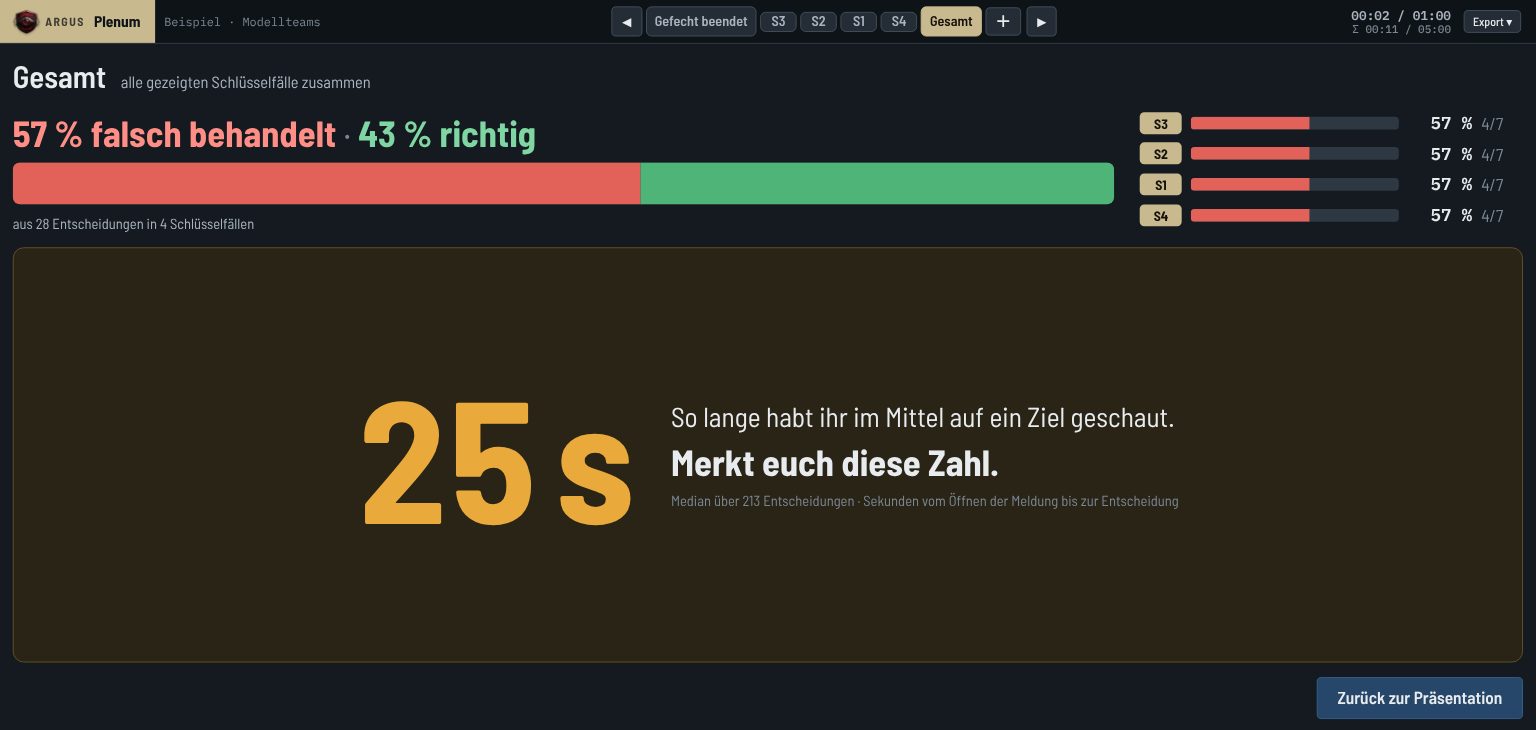 ARGUS Plenum Beispiel · Modellteams ◀ Gefecht beendet S3 S2 S1 S4 Gesamt + ▶ 00:02 / 01:00 Export ▾
Σ 00:11 / 05:00
Gesamt alle gezeigten Schlüsselfälle zusammen
57 % falsch behandelt · 43 % richtig
aus 28 Entscheidungen in 4 Schlüsselfällen
S3 57 % 4/7
S2 57 % 4/7
S1 57 % 4/7
S4 57 % 4/7
25 s
So lange habt ihr im Mittel auf ein Ziel geschaut.
Merkt euch diese Zahl.
Median über 213 Entscheidungen · Sekunden vom Öffnen der Meldung bis zur Entscheidung
Zurück zur Präsentation